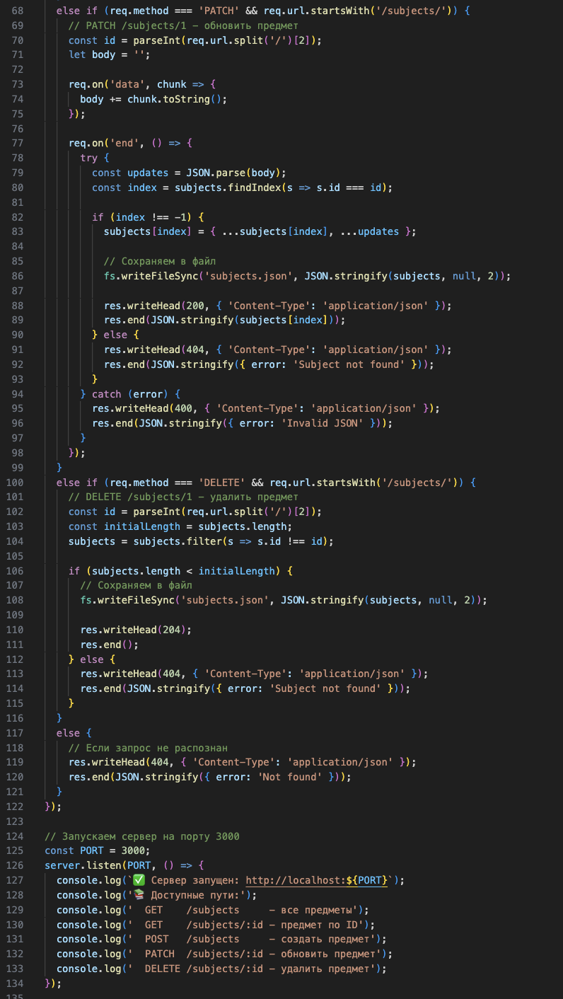 68 else if (req.method === 'PATCH' && req.url.startsWith('/subjects/')) {
69 // PATCH /subjects/1 – обновить предмет
70 const id = parseInt(req.url.split('/')[2]);
71 let body = '';
72
73 req.on('data', chunk => {
74 body += chunk.toString();
75 });
76
77 req.on('end', () => {
78 try {
79 const updates = JSON.parse(body);
80 const index = subjects.findIndex(s => s.id === id);
81
82 if (index !== -1) {
83 subjects[index] = { ...subjects[index], ...updates };
84
85 // Сохраняем в файл
86 fs.writeFileSync('subjects.json', JSON.stringify(subjects, null, 2));
87
88 res.writeHead(200, { 'Content-Type': 'application/json' });
89 res.end(JSON.stringify(subjects[index]));
90 } else {
91 res.writeHead(404, { 'Content-Type': 'application/json' });
92 res.end(JSON.stringify({ error: 'Subject not found' }));
93 }
94 } catch (error) {
95 res.writeHead(400, { 'Content-Type': 'application/json' });
96 res.end(JSON.stringify({ error: 'Invalid JSON' }));
97 }
98 });
99 }
100 else if (req.method === 'DELETE' && req.url.startsWith('/subjects/')) {
101 // DELETE /subjects/1 – удалить предмет
102 const id = parseInt(req.url.split('/')[2]);
103 const initialLength = subjects.length;
104 subjects = subjects.filter(s => s.id !== id);
105
106 if (subjects.length < initialLength) {
107 // Сохраняем в файл
108 fs.writeFileSync('subjects.json', JSON.stringify(subjects, null, 2));
109
110 res.writeHead(204);
111 res.end();
112 } else {
113 res.writeHead(404, { 'Content-Type': 'application/json' });
114 res.end(JSON.stringify({ error: 'Subject not found' }));
115 }
116 }
117 else {
118 // Если запрос не распознан
119 res.writeHead(404, { 'Content-Type': 'application/json' });
120 res.end(JSON.stringify({ error: 'Not found' }));
121 }
122 });
123
124 // Запускаем сервер на порту 3000
125 const PORT = 3000;
126 server.listen(PORT, () => {
127 console.log(`✅ Сервер запущен: http://localhost:${PORT}`);
128 console.log('📚 Доступные пути:');
129 console.log('  GET    /subjects     – все предметы');
130 console.log('  GET    /subjects/:id – предмет по ID');
131 console.log('  POST   /subjects     – создать предмет');
132 console.log('  PATCH  /subjects/:id – обновить предмет');
133 console.log('  DELETE /subjects/:id – удалить предмет');
134 });
135